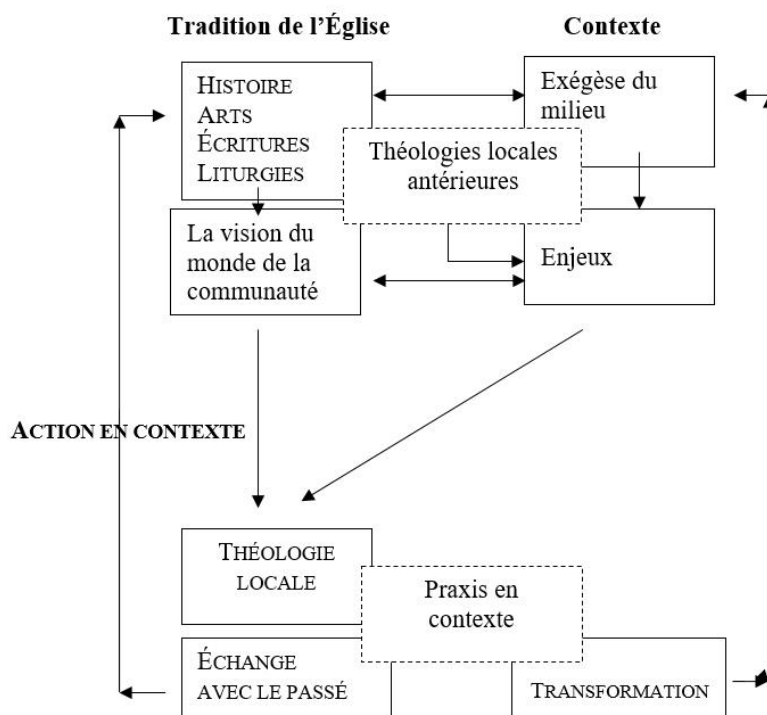 Tradition de l’Église
Contexte
HISTOIRE
ARTS
ÉCRITURES
LITURGIES
Exégèse du
milieu
Théologies locales
antérieures
La vision du
monde de la
communauté
Enjeux
ACTION EN CONTEXTE
THÉOLOGIE
LOCALE
Praxis en
contexte
ÉCHANGE
AVEC LE PASSÉ
TRANSFORMATION